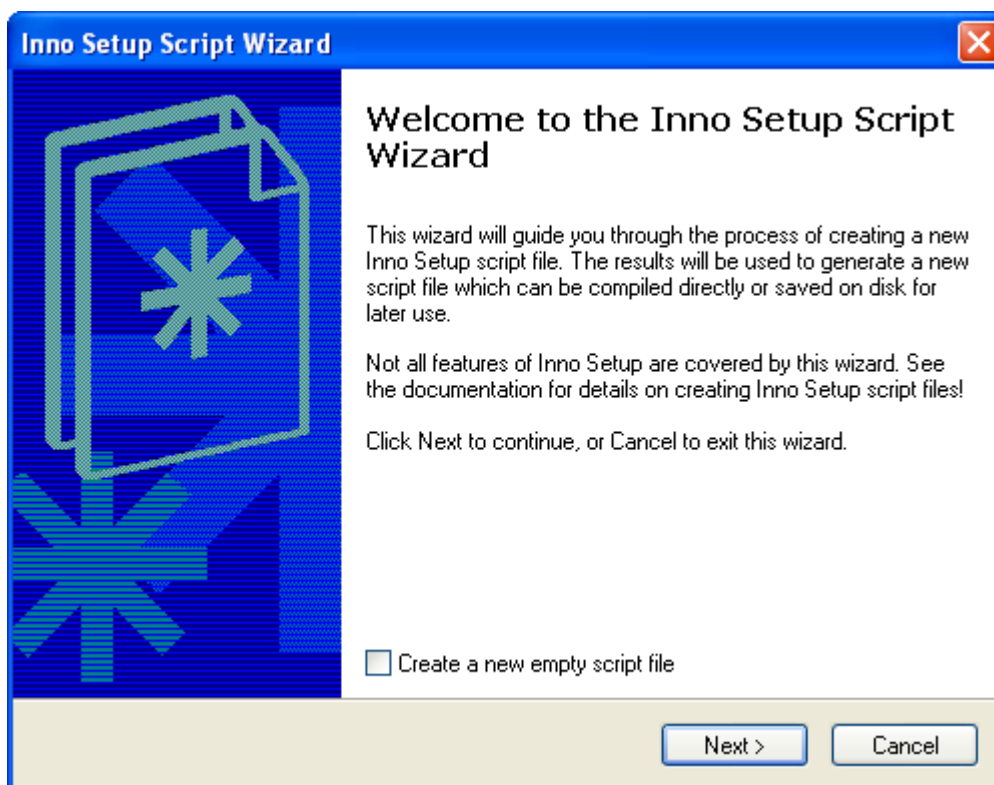 Inno Setup Script Wizard
Welcome to the Inno Setup Script
Wizard
This wizard will guide you through the process of creating a new
Inno Setup script file. The results will be used to generate a new
script file which can be compiled directly or saved on disk for
later use.
Not all features of Inno Setup are covered by this wizard. See
the documentation for details on creating Inno Setup script files!
Click Next to continue, or Cancel to exit this wizard.
Create a new empty script file
Next >
Cancel